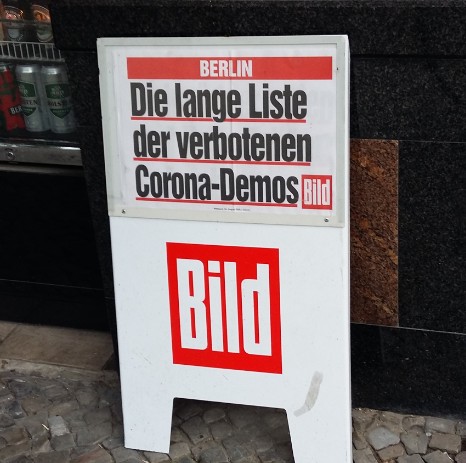 BERLIN
Die lange Liste
der verbotenen
Corona-Demos Bild
Bild